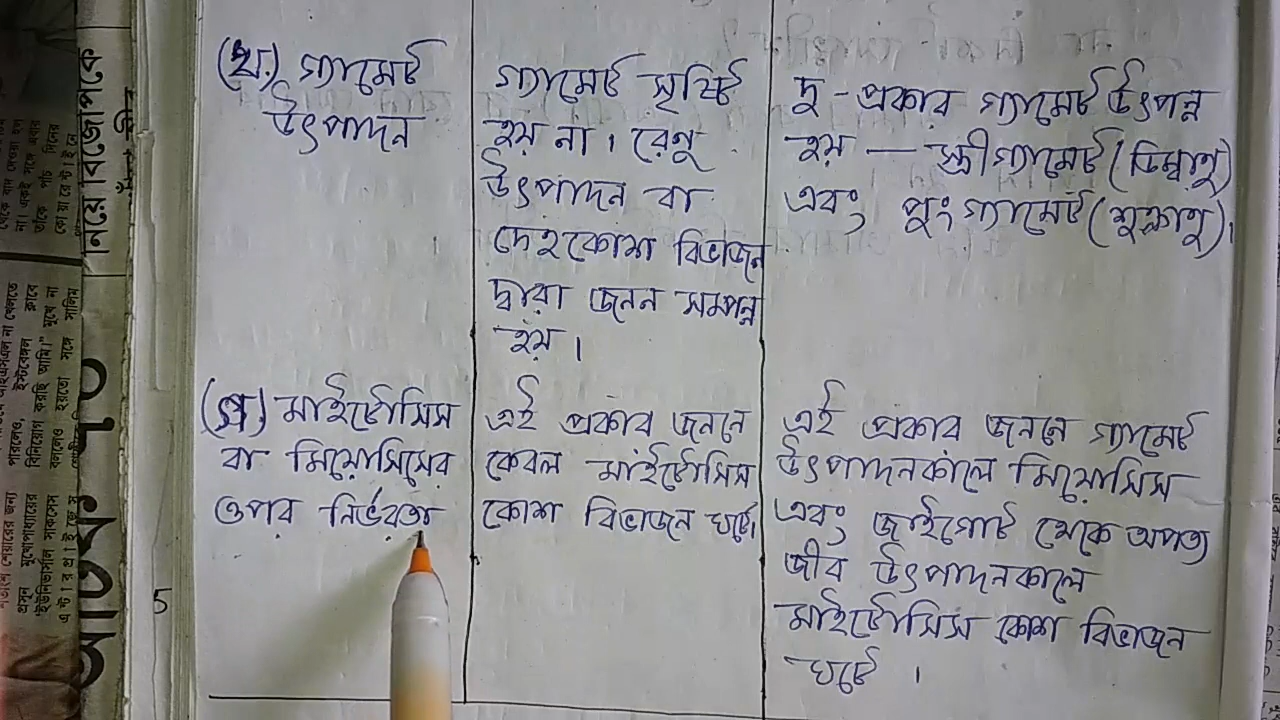 (খ.) গ্যামেট
উৎপাদন
গ্যামেট সৃষ্টি
হয় না। রেণু
উৎপাদন বা
দেহকোশ বিভাজন
দ্বারা জনন সম্পন্ন
হয়।
দু-প্রকার গ্যামেট উৎপন্ন
হয় — স্ত্রীগ্যামেট (ডিম্বাণু)
এবং পুংগ্যামেট (শুক্রাণু)।
(গ.) মাইটোসিস
বা মিয়োসিসের
ওপর নির্ভরতা
এই প্রকার জননে
কেবল মাইটোসিস
কোশ বিভাজন ঘটে।
এই প্রকার জননে গ্যামেট
উৎপাদনকালে মিয়োসিস
এবং জাইগোট থেকে অপত্য
জীব উৎপাদনকালে
মাইটোসিস কোশ বিভাজন
ঘটে ।
5
নিয়ে বিজোপকে